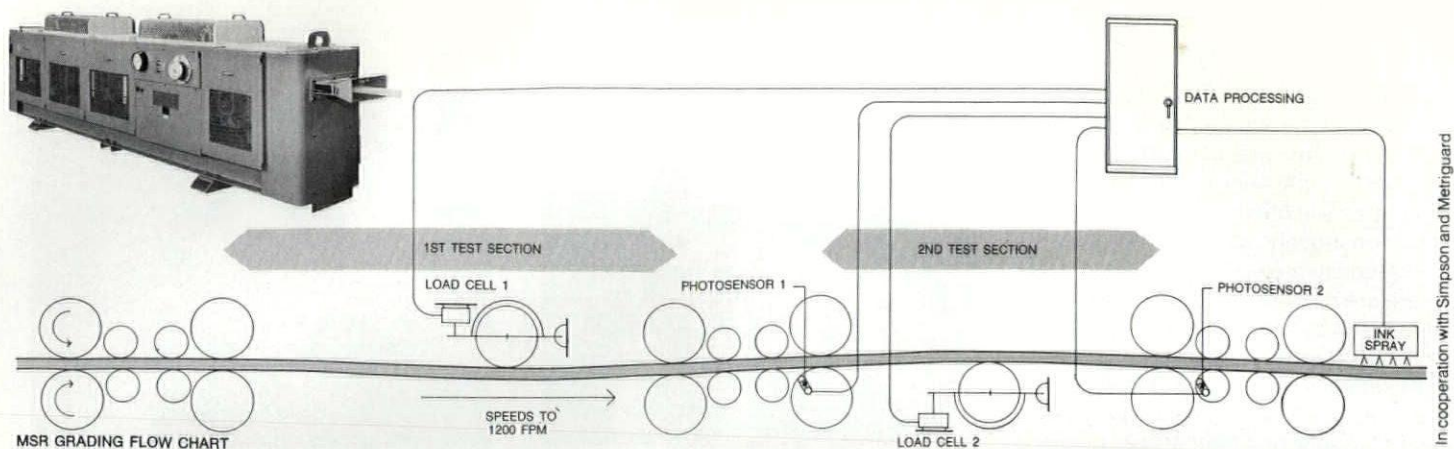 DATA PROCESSING
1ST TEST SECTION
2ND TEST SECTION
LOAD CELL 1
PHOTOSENSOR 1
PHOTOSENSOR 2
INK
SPRAY
SPEEDS TO
1200 FPM
LOAD CELL 2
MSR GRADING FLOW CHART
In cooperation with Simpson and Metriguard